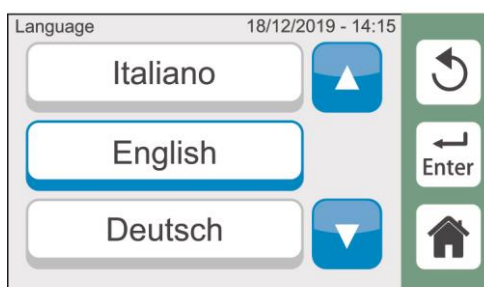 Language 18/12/2019 - 14:15
Italiano
English
Enter
Deutsch